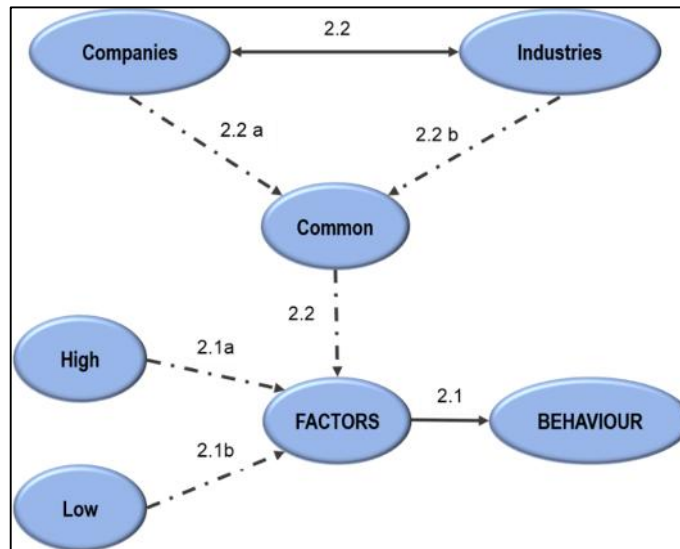 2.2
Companies
Industries
2.2 a
2.2 b
Common
2.2
High
2.1a
2.1
FACTORS
BEHAVIOUR
2.1b
Low